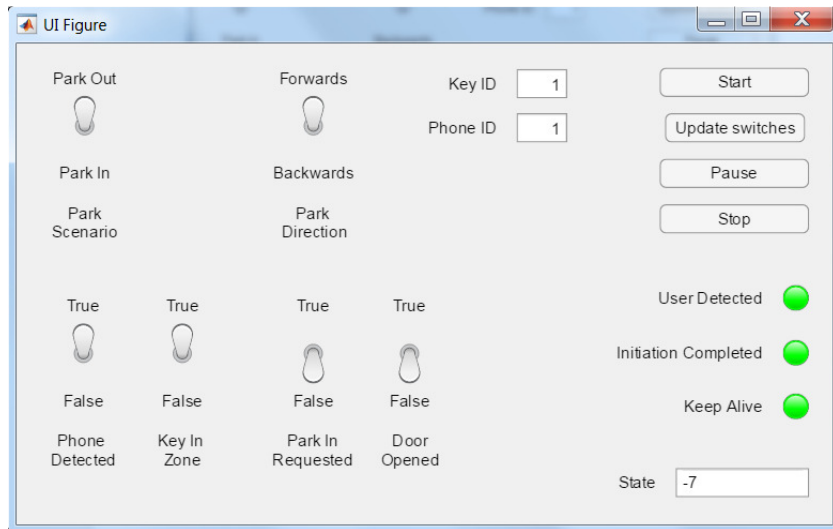 UI Figure
Park Out
Forwards
Key ID
1
Start
Phone ID
1
Update switches
Park In
Backwards
Pause
Park
Scenario
Park
Direction
Stop
True
True
True
True
User Detected
Initiation Completed
False
False
False
False
Keep Alive
Phone
Detected
Key In
Zone
Park In
Requested
Door
Opened
State
-7